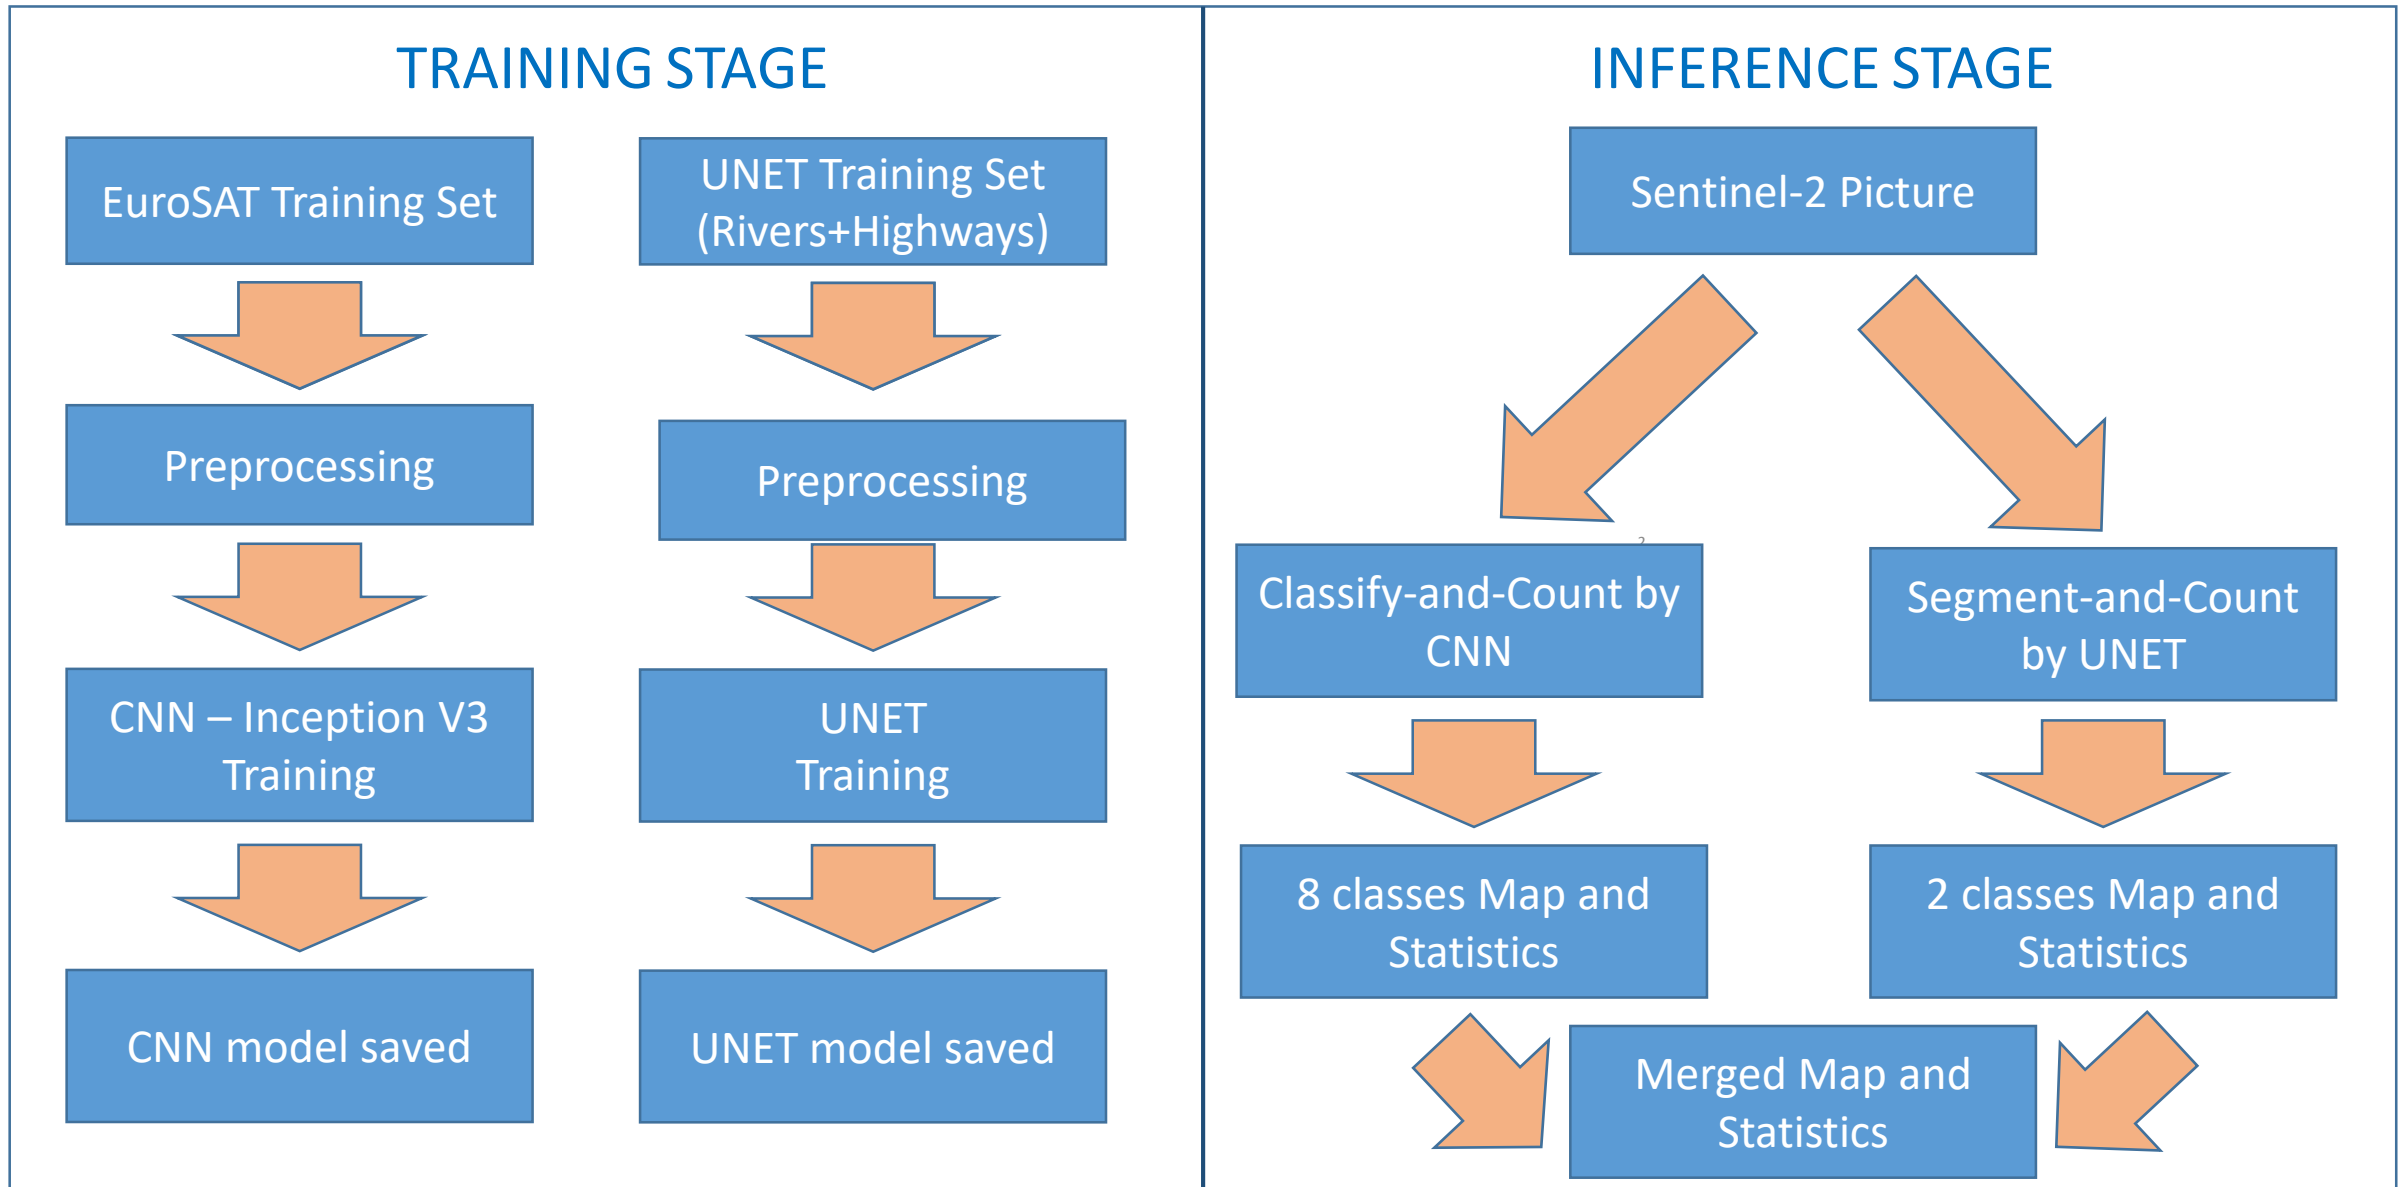 TRAINING STAGE
EuroSAT Training Set
Preprocessing
CNN – Inception V3
Training
CNN model saved
UNET Training Set
(Rivers+Highways)
Preprocessing
UNET
Training
UNET model saved
INFERENCE STAGE
Sentinel-2 Picture
2
Classify-and-Count by
CNN
Segment-and-Count
by UNET
8 classes Map and
Statistics
2 classes Map and
Statistics
Merged Map and
Statistics